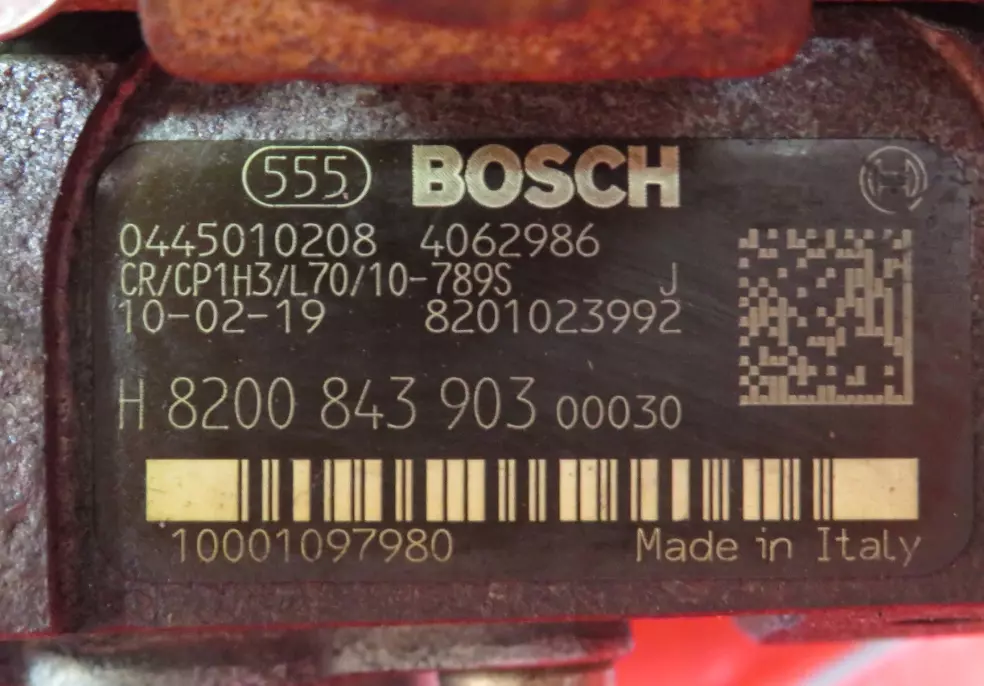 555 BOSCH
0445010208 4062986
CR/CP1H3/L70/10-789S J
10-02-19 8201023992
H 8200 843 903 00030
10001097980 Made in Italy